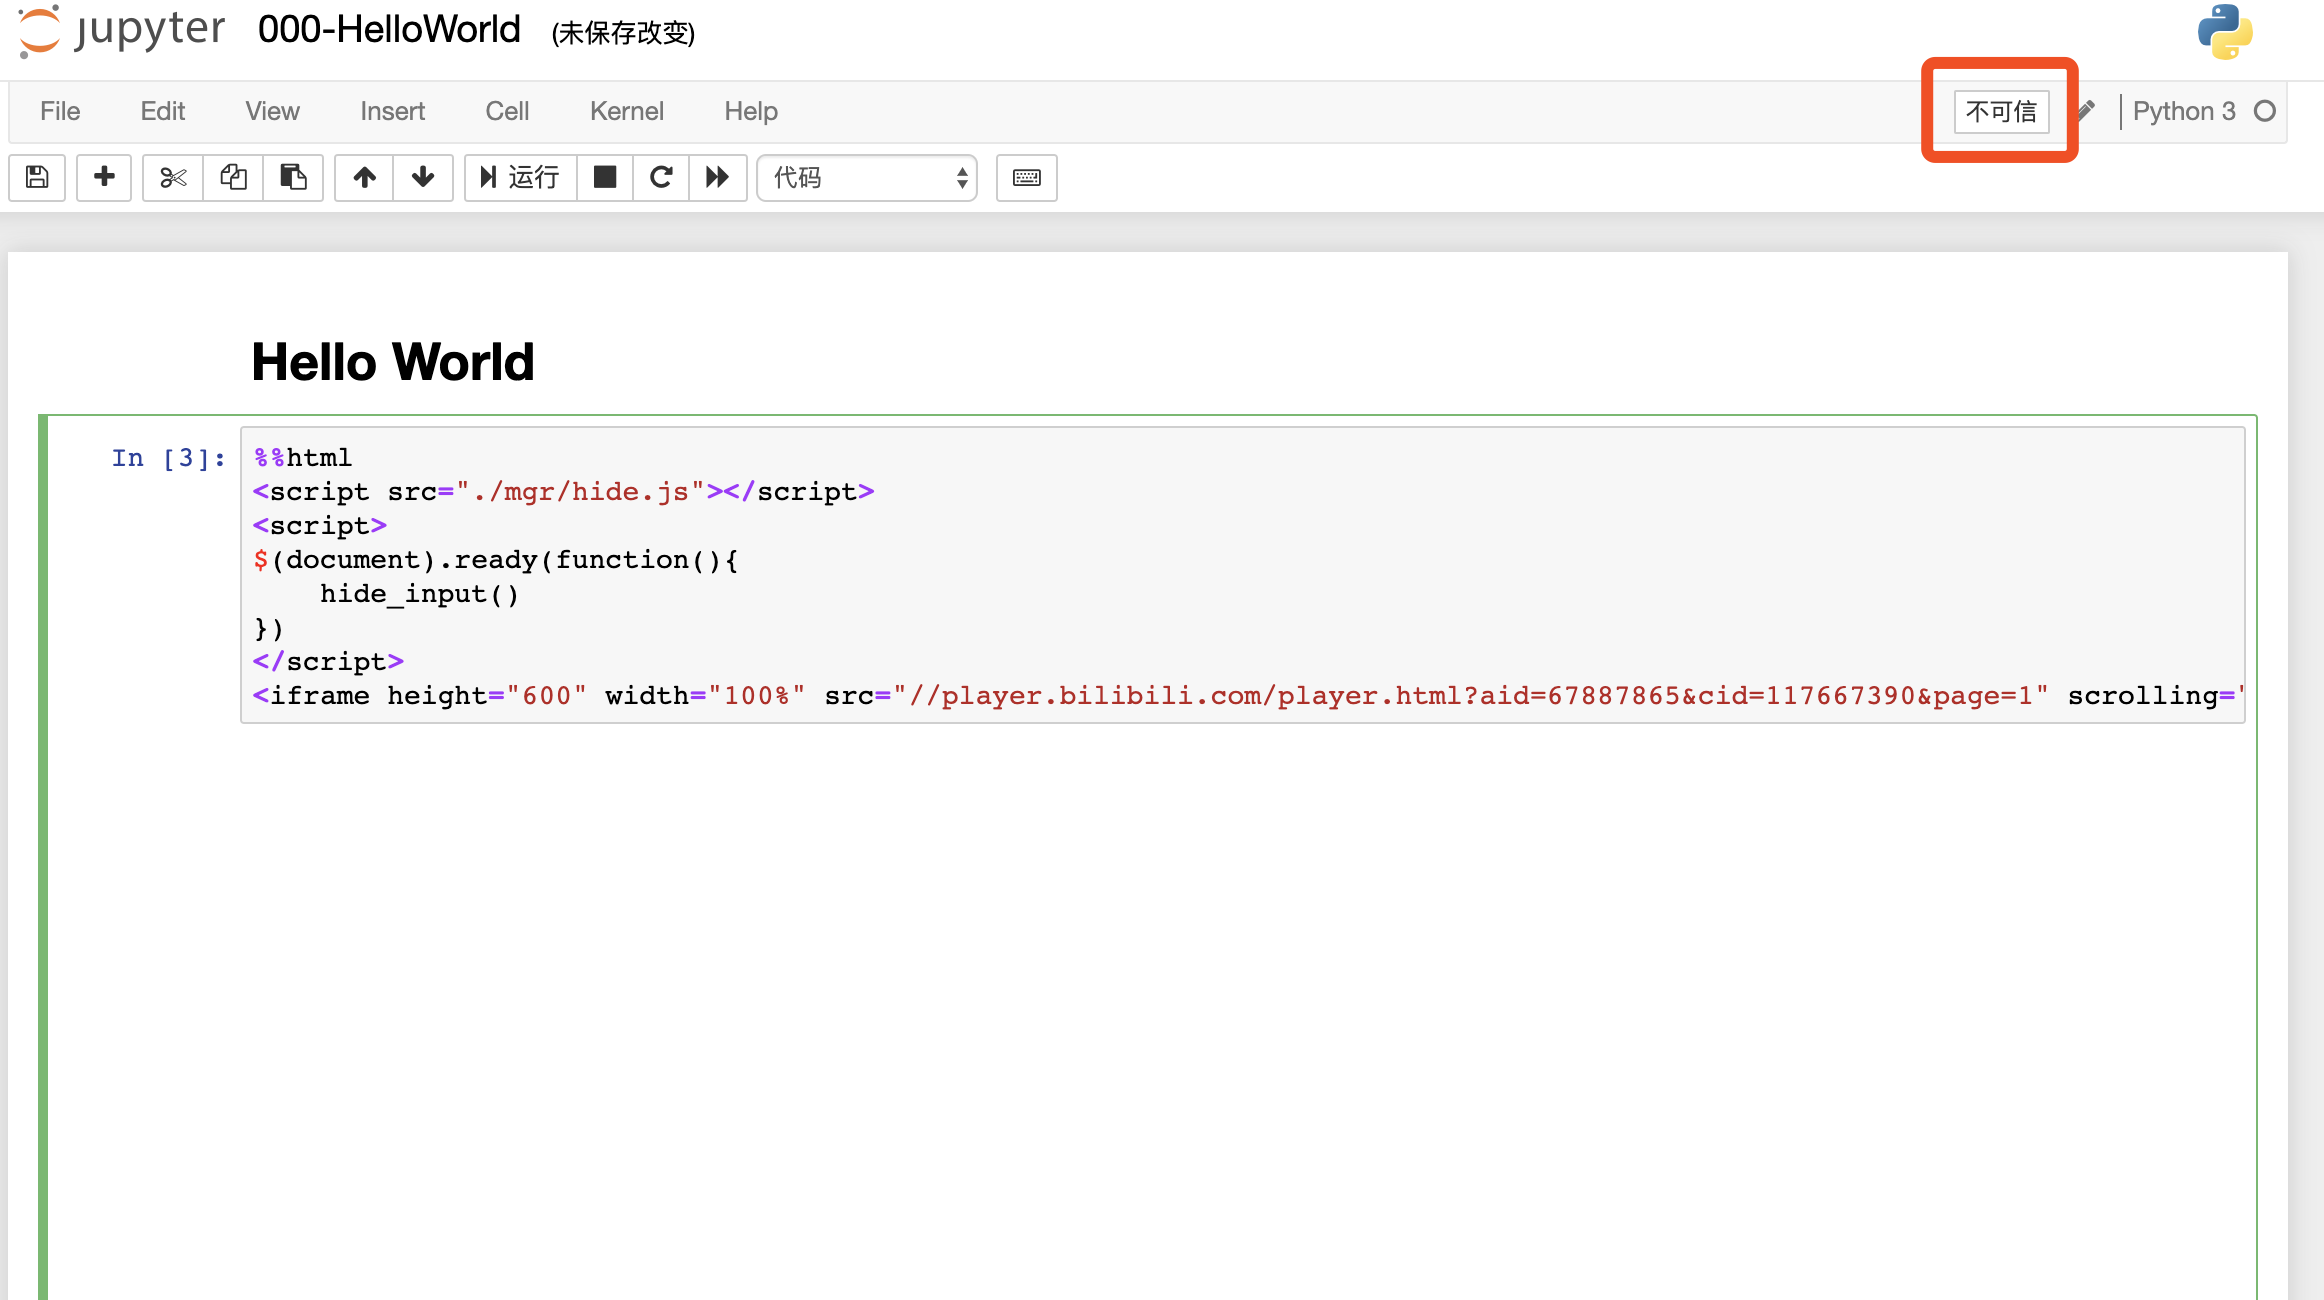 jupyter 000-HelloWorld (未保存改变)
File Edit View Insert Cell Kernel Help 不可信 Python 3
运行 代码
Hello World
In [3]: %%html
<script src="./mgr/hide.js"></script>
<script>
$(document).ready(function(){
    hide_input()
})
</script>
<iframe height="600" width="100%" src="//player.bilibili.com/player.html?aid=67887865&cid=117667390&page=1" scrolling="